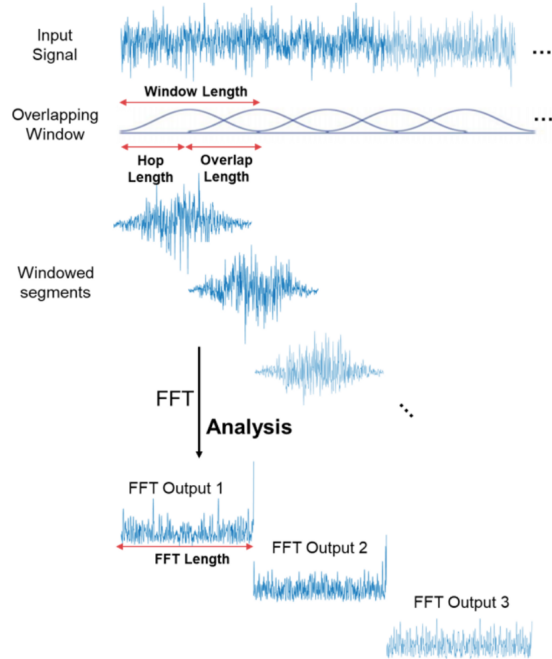 Input
Signal
...
Window Length
Overlapping
Window
...
Hop
Length
Overlap
Length
Windowed
segments
...
FFT
Analysis
FFT Output 1
FFT Length
FFT Output 2
FFT Output 3